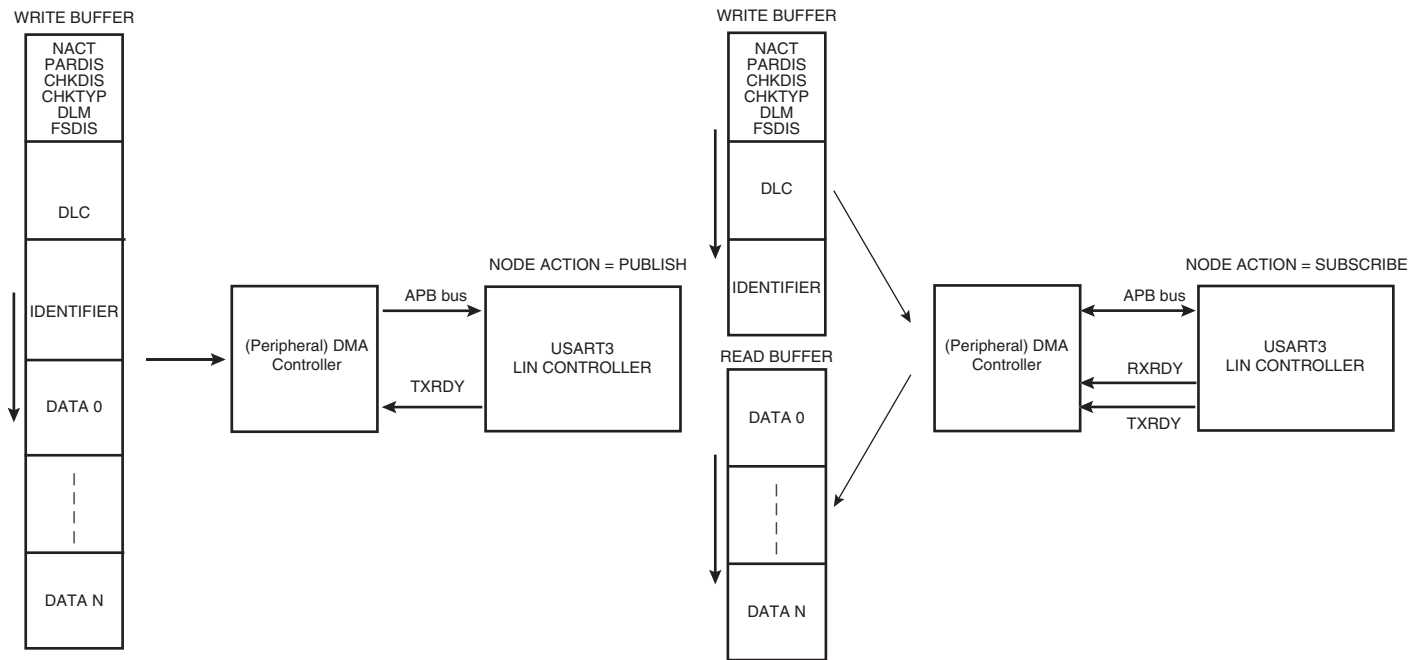 WRITE BUFFER
NACT
PARDIS
CHKDIS
CHKTYP
DLM
FSDIS
DLC
IDENTIFIER
DATA 0
DATA N
(Peripheral) DMA
Controller
APB bus
TXRDY
NODE ACTION = PUBLISH
USART3
LIN CONTROLLER
WRITE BUFFER
NACT
PARDIS
CHKDIS
CHKTYP
DLM
FSDIS
DLC
IDENTIFIER
READ BUFFER
DATA 0
DATA N
(Peripheral) DMA
Controller
APB bus
RXRDY
TXRDY
NODE ACTION = SUBSCRIBE
USART3
LIN CONTROLLER